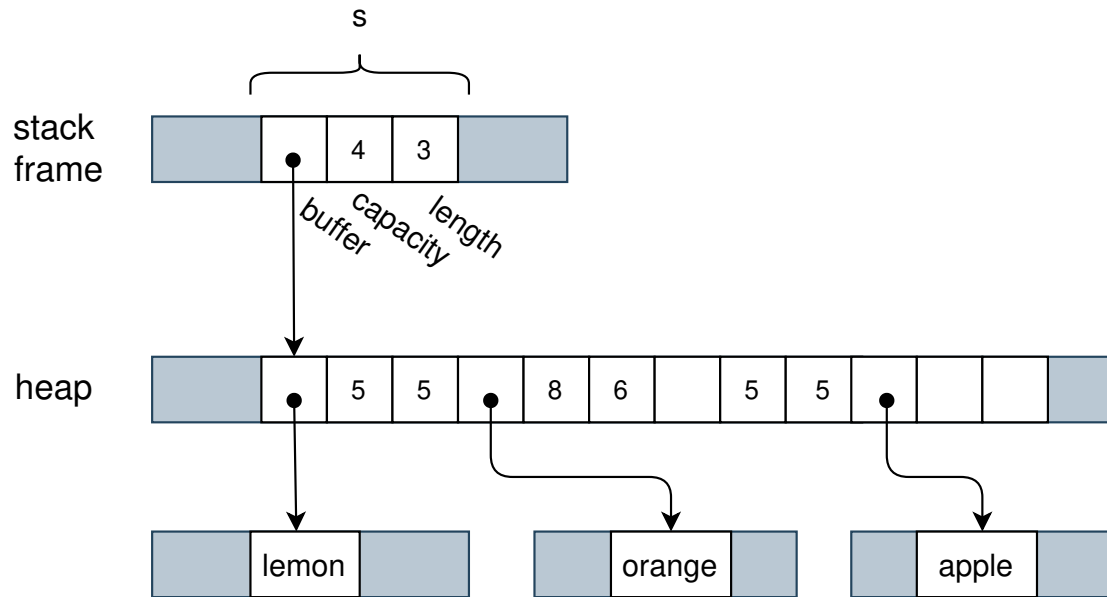 s
stack
frame
4 3
buffer
capacity
length
heap
5 5 8 6 5 5
lemon orange apple